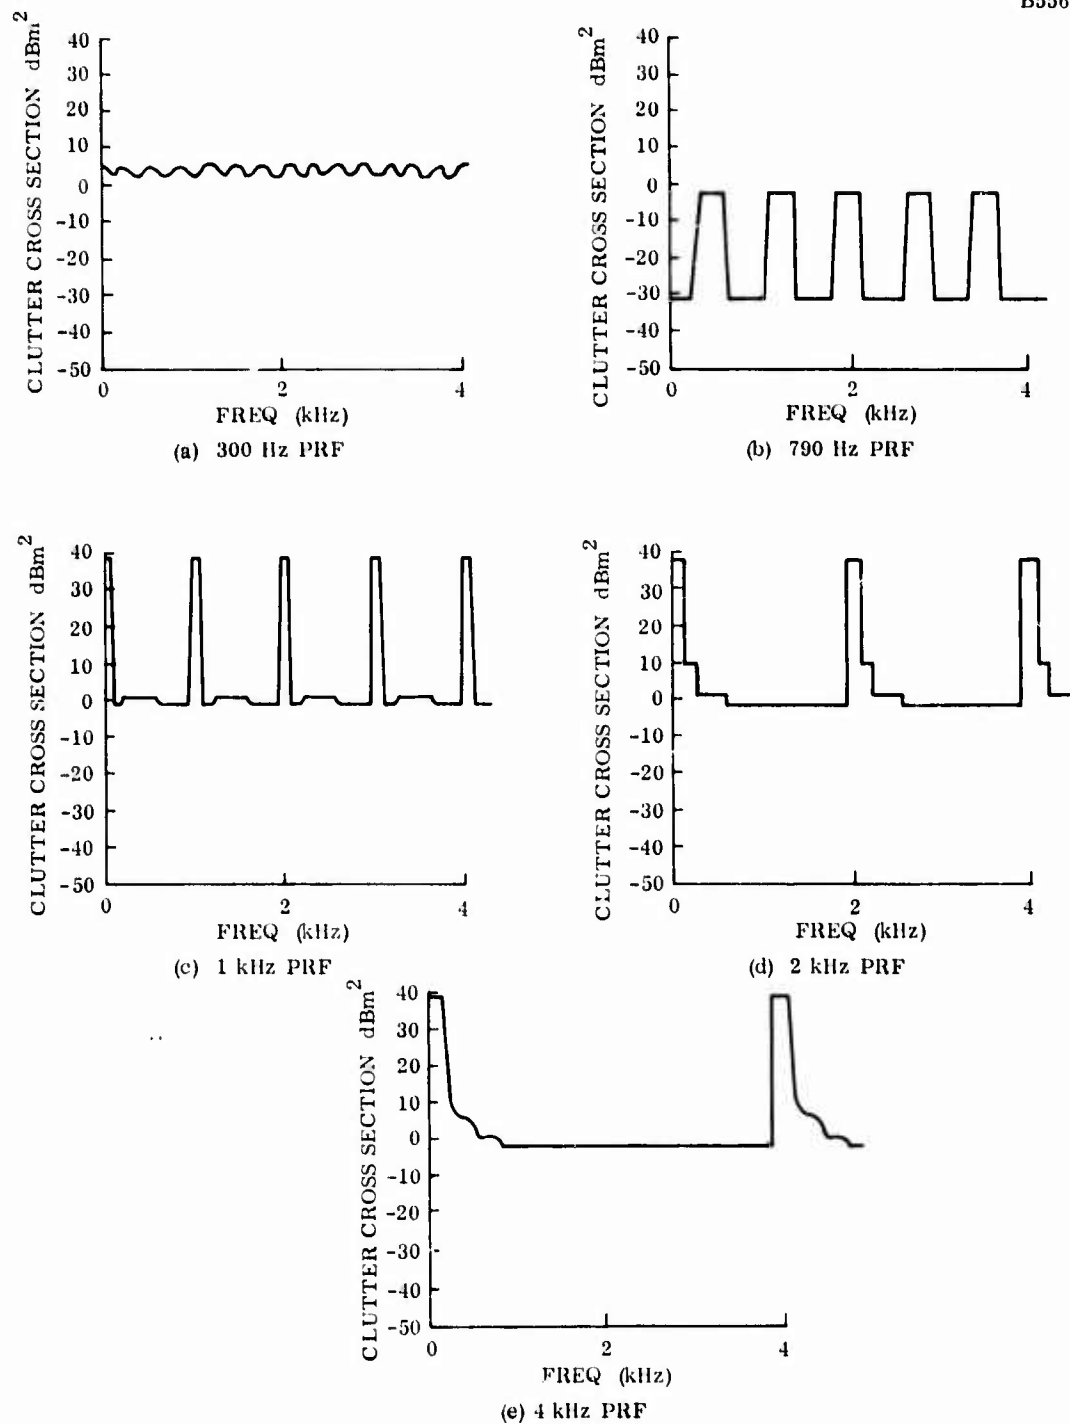 B556
CLUTTER CROSS SECTION dBm²
40
30
20
10
0
-10
-20
-30
-40
-50
0 2 4
FREQ (kHz)
(a) 300 Hz PRF
CLUTTER CROSS SECTION dBm²
40
30
20
10
0
-10
-20
-30
-40
-50
0 2 4
FREQ (kHz)
(b) 790 Hz PRF
CLUTTER CROSS SECTION dBm²
40
30
20
10
0
-10
-20
-30
-40
-50
0 2 4
FREQ (kHz)
(c) 1 kHz PRF
CLUTTER CROSS SECTION dBm²
40
30
20
10
0
-10
-20
-30
-40
-50
0 2 4
FREQ (kHz)
(d) 2 kHz PRF
CLUTTER CROSS SECTION dBm²
40
30
20
10
0
-10
-20
-30
-40
-50
0 2 4
FREQ (kHz)
(e) 4 kHz PRF